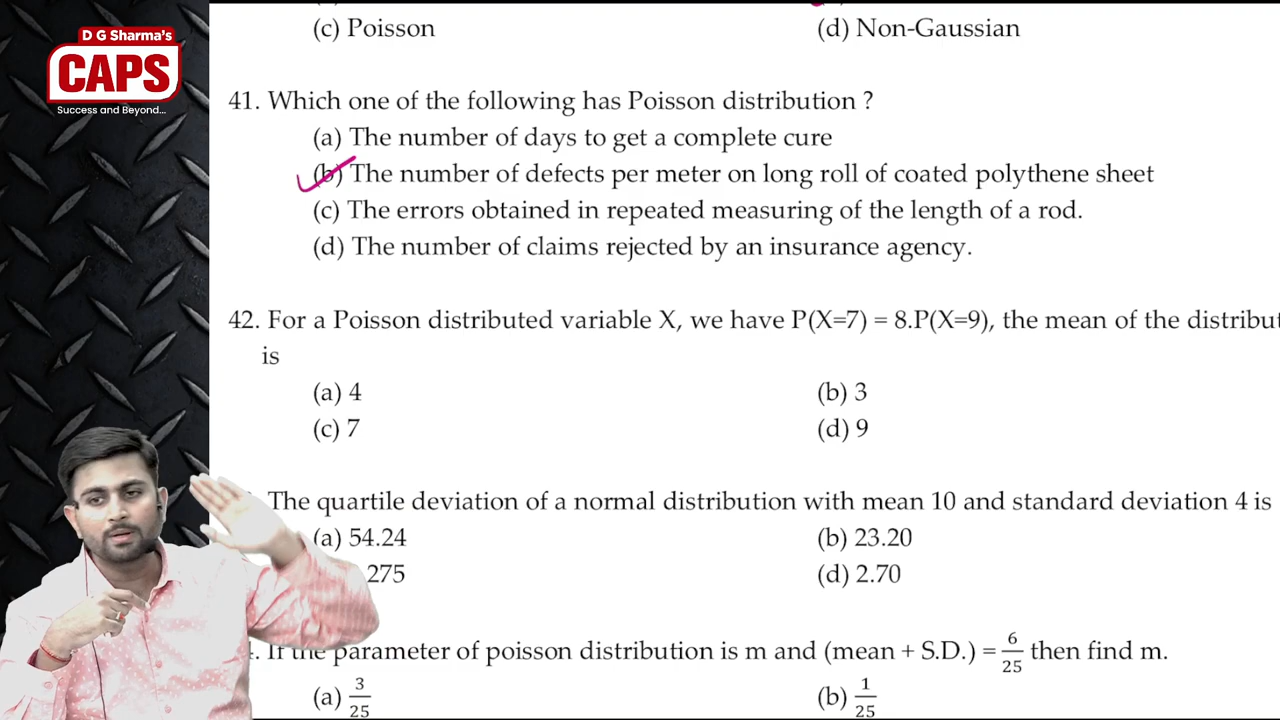 D G Sharma's
CAPS
Success and Beyond...
(c) Poisson (d) Non-Gaussian
41. Which one of the following has Poisson distribution ?
(a) The number of days to get a complete cure
(b) The number of defects per meter on long roll of coated polythene sheet
(c) The errors obtained in repeated measuring of the length of a rod.
(d) The number of claims rejected by an insurance agency.
42. For a Poisson distributed variable X, we have P(X=7) = 8.P(X=9), the mean of the distribut
is
(a) 4 (b) 3
(c) 7 (d) 9
The quartile deviation of a normal distribution with mean 10 and standard deviation 4 is
(a) 54.24 (b) 23.20
275 (d) 2.70
. If the parameter of poisson distribution is m and (mean + S.D.) = 6/25 then find m.
(a) 3/25 (b) 1/25